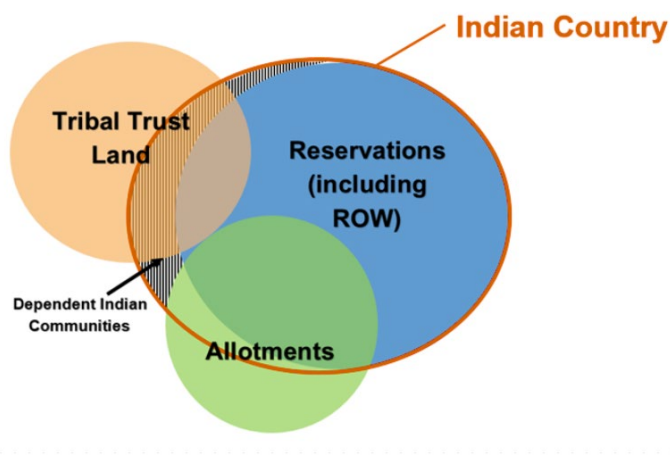 Indian Country
Tribal Trust
Land
Reservations
(including
ROW)
Dependent Indian
Communities
Allotments